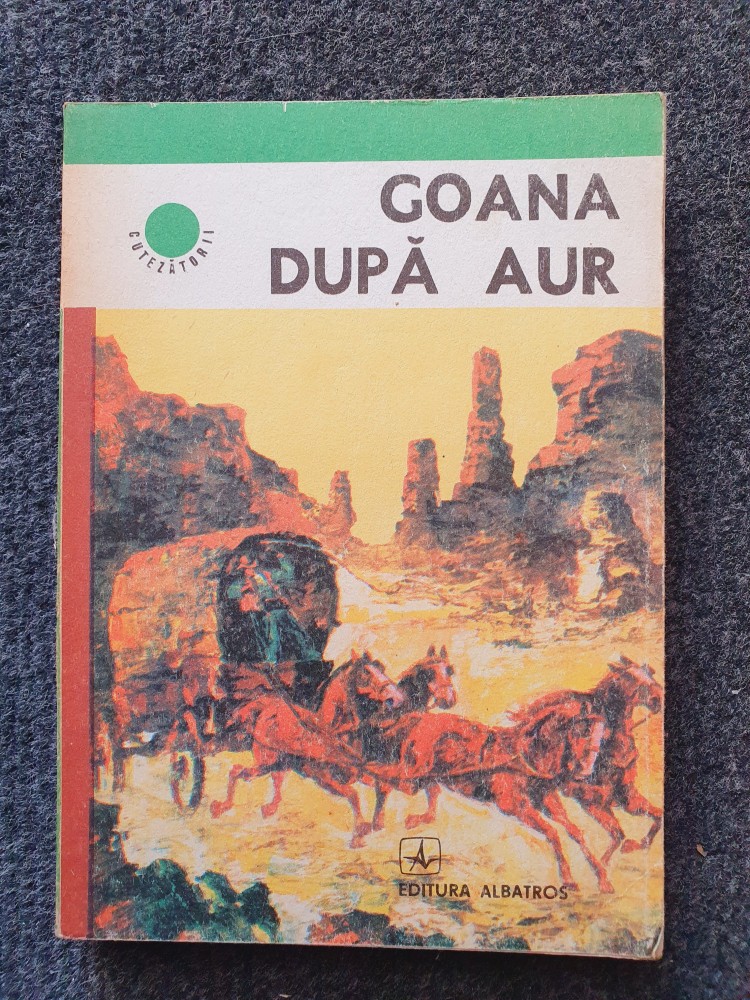 GOANA
DUPĂ AUR
CUTEZĂTORII
EDITURA ALBATROS